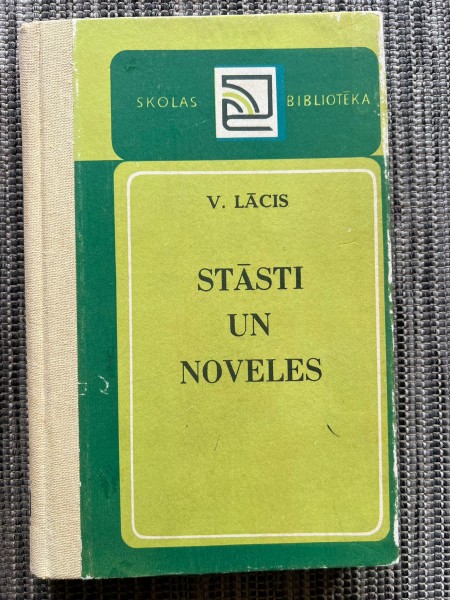 SKOLAS BIBLIOTĒKA
V. LĀCIS
STĀSTI
UN
NOVELES